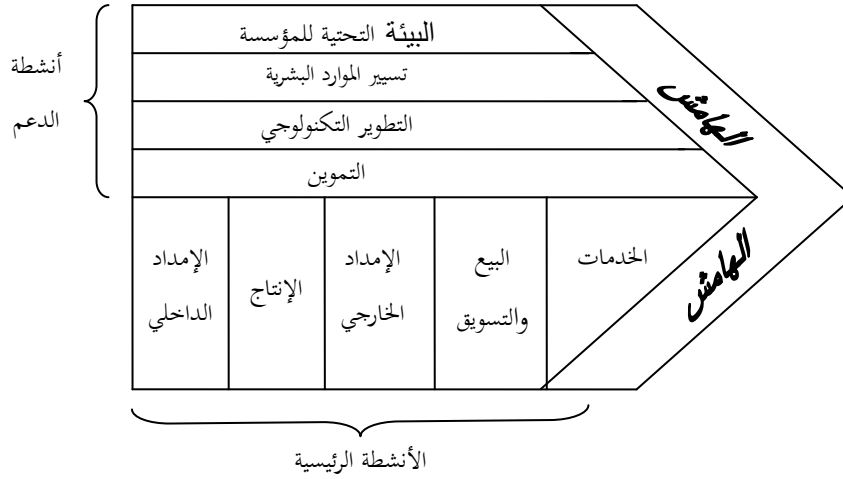 البيئة التحتية للمؤسسة
تسيير الموارد البشرية
التطوير التكنولوجي
التموين
أنشطة
الدعم
الهامش
الهامش
الإمداد
الداخلي
الإنتاج
الإمداد
الخارجي
البيع
والتسويق
الخدمات
الأنشطة الرئيسية